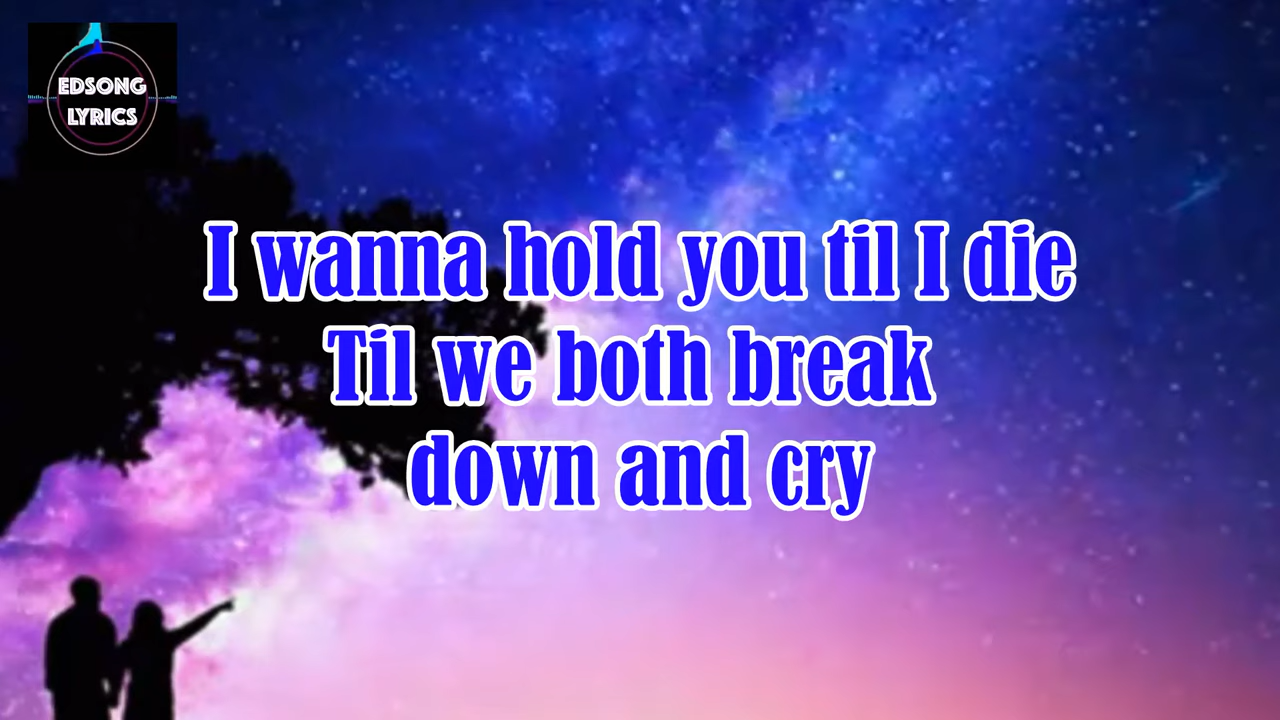 EDSONG
LYRICS
I wanna hold you til I die
Til we both break
down and cry